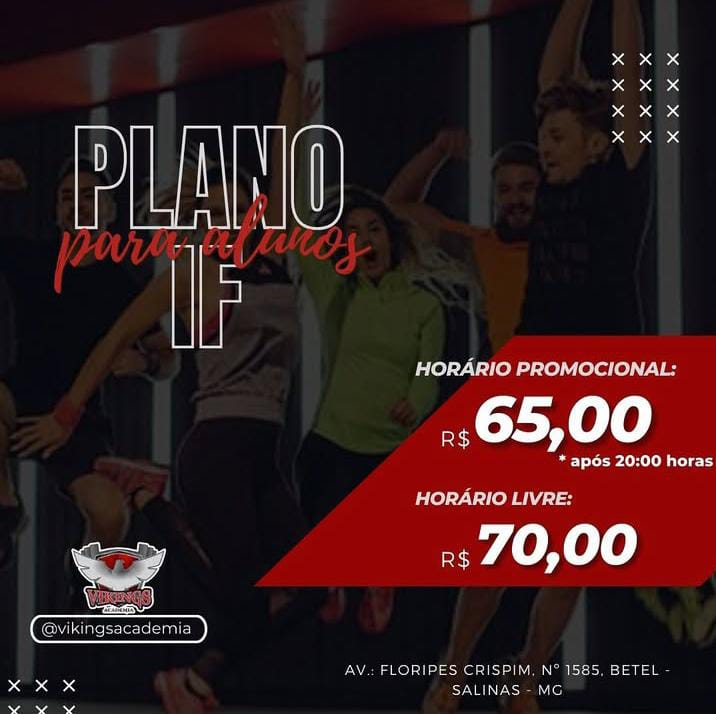 PLANO
para alunos
IF
HORÁRIO PROMOCIONAL:
R$ 65,00
* após 20:00 horas
HORÁRIO LIVRE:
R$ 70,00
VIKINGS
ACADEMIA
@vikingsacademia
AV.: FLORIPES CRISPIM, Nº 1585, BETEL -
SALINAS - MG